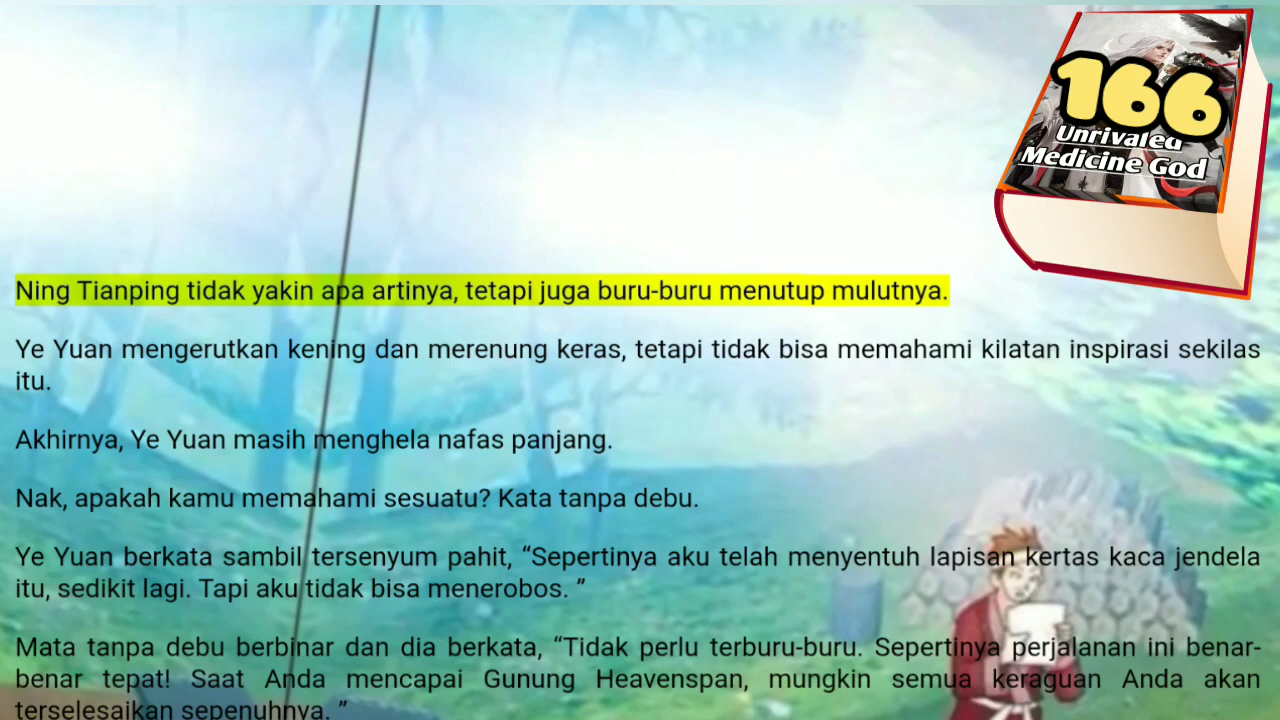 166
Unrivaled
Medicine God
Ning Tianping tidak yakin apa artinya, tetapi juga buru-buru menutup mulutnya.
Ye Yuan mengerutkan kening dan merenung keras, tetapi tidak bisa memahami kilatan inspirasi sekilas
itu.
Akhirnya, Ye Yuan masih menghela nafas panjang.
Nak, apakah kamu memahami sesuatu? Kata tanpa debu.
Ye Yuan berkata sambil tersenyum pahit, “Sepertinya aku telah menyentuh lapisan kertas kaca jendela
itu, sedikit lagi. Tapi aku tidak bisa menerobos. ”
Mata tanpa debu berbinar dan dia berkata, “Tidak perlu terburu-buru. Sepertinya perjalanan ini benar-
benar tepat! Saat Anda mencapai Gunung Heavenspan, mungkin semua keraguan Anda akan
terselesaikan sepenuhnya. ”